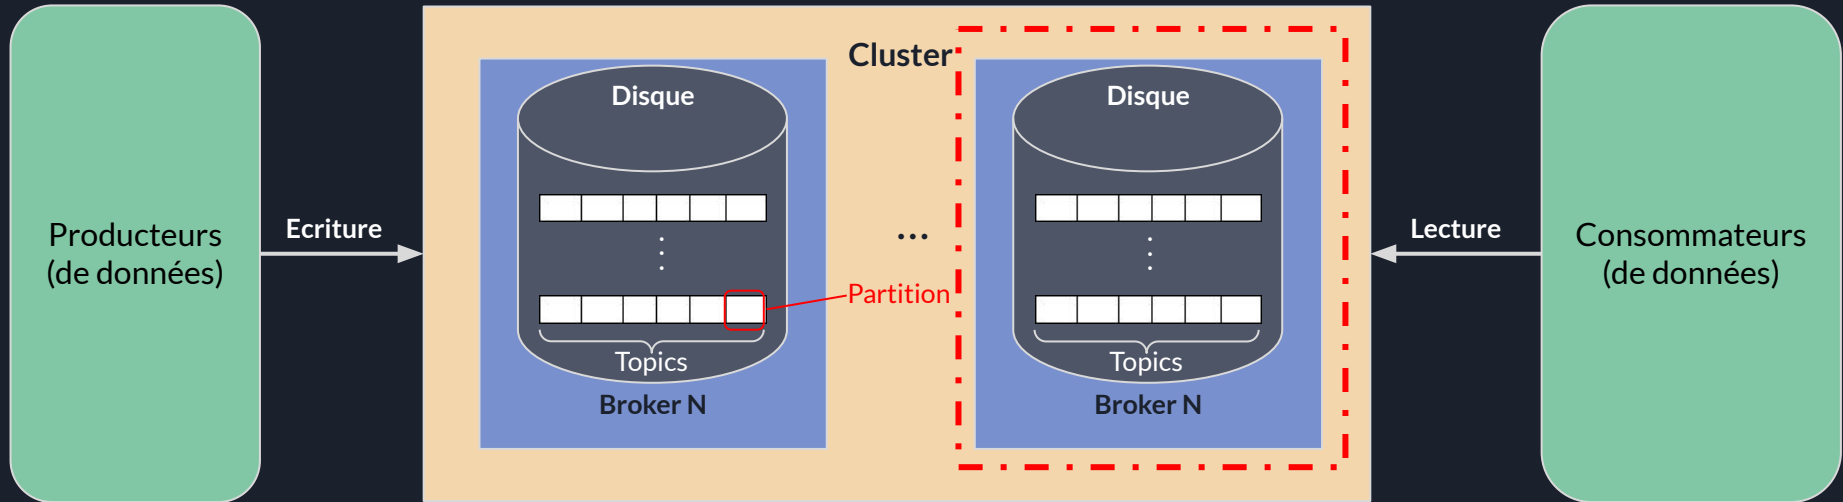 Producteurs
(de données)
Ecriture
Cluster
Disque
Topics
Broker N
...
Partition
Disque
Topics
Broker N
Lecture
Consommateurs
(de données)